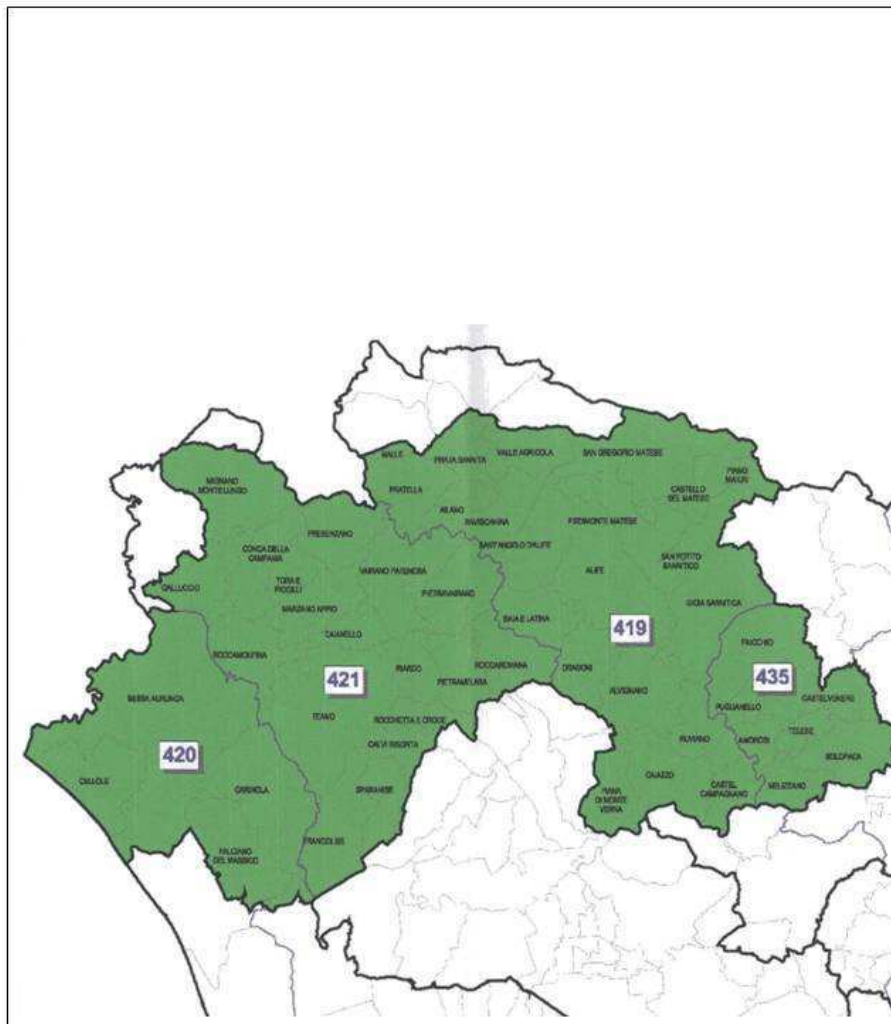 MIGNANO
MONTELUNGO
PRATA SANNITA
VALLE AGRICOLA
SAN GREGORIO MATESE
PRATELLA
CASTELLO
DEL MATESE
AILANO
RAVISCANINA
PIEDIMONTE MATESE
PRESENZANO
CONCA DELLA
CAMPANIA
SANT'ANGELO D'ALIFE
SAN POTITO
SANNITICO
VAIRANO PATENORA
ALIFE
GALLUCCIO
TORA E
PICCILLI
PIETRAVAIRANO
GIOIA SANNITICA
MARZANO APPIO
BAIA E LATINA
419
CAIANELLO
FAICCHIO
ROCCAMONFINA
RIARDO
ROCCAROMANA
DRAGONI
421
435
PIETRAMELARA
ALVIGNANO
SESSA AURUNCA
CASTELVENERE
PUGLIANELLO
TEANO
ROCCHETTA E CROCE
TELESE
RUVIANO
AMOROSI
CALVI RISORTA
420
SOLOPACA
CAIAZZO
CELLOLE
CARINOLA
SPARANISE
PIANA
DI MONTE
VERNA
CASTEL
CAMPAGNANO
MELIZZANO
FRANCOLISE
FALCIANO
DEL MASSICO